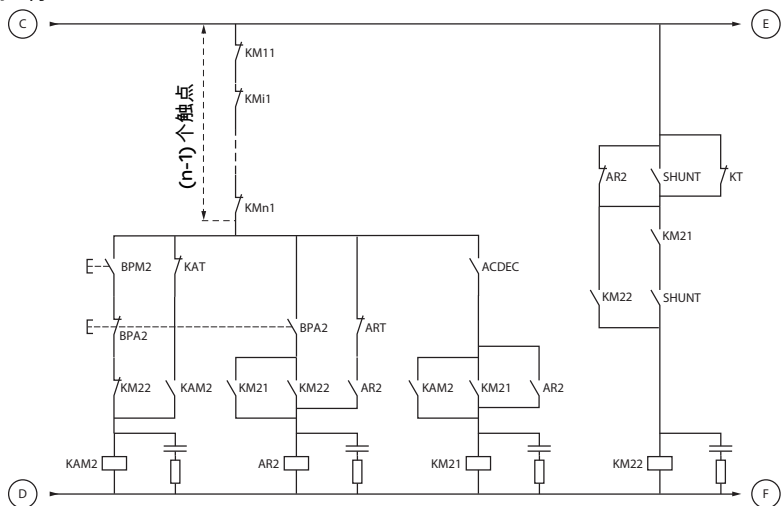 C
E
KM11
KMi1
(n-1) 个触点
KMn1
AR2
SHUNT
KT
KM21
BPM2
KAT
ACDEC
KM22
SHUNT
BPA2
BPA2
ART
KM22
KAM2
KM21
KM22
AR2
KAM2
KM21
AR2
KAM2
AR2
KM21
KM22
D
F